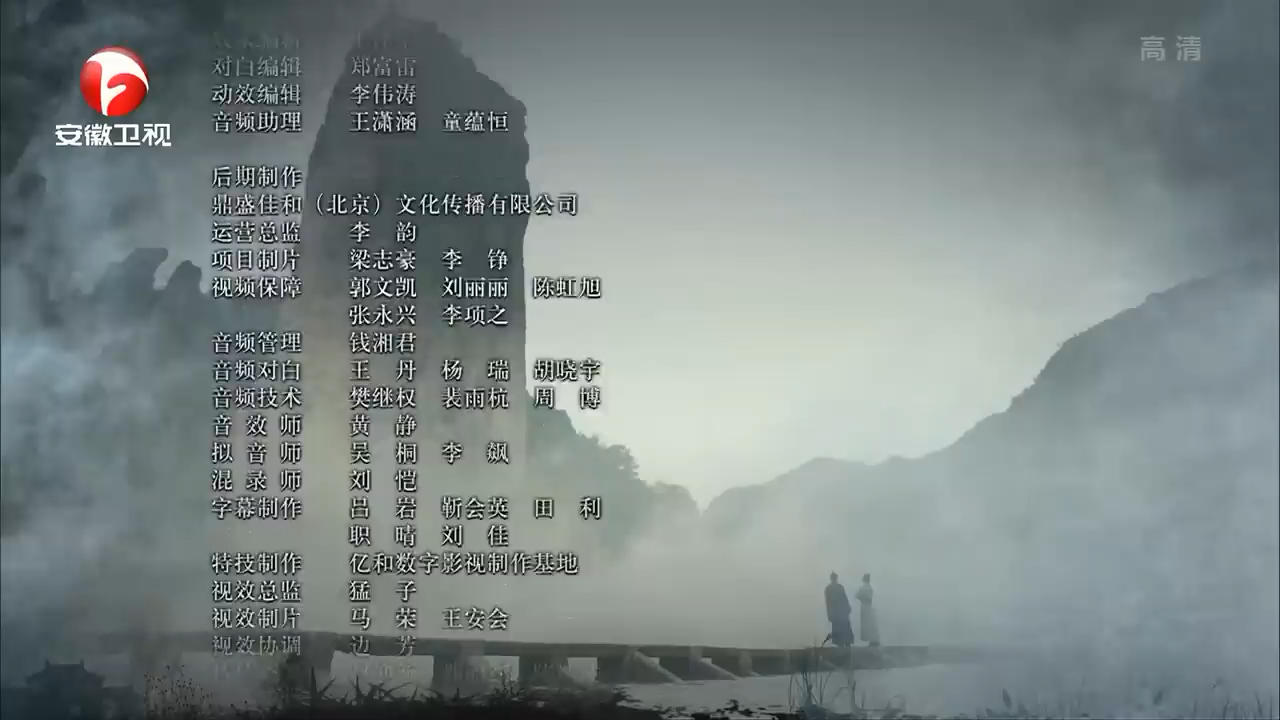 高清
安徽卫视
对白编辑 郑富雷
动效编辑 李伟涛
音频助理 王潇涵 童蕴恒
后期制作
鼎盛佳和（北京）文化传播有限公司
运营总监 李 韵
项目制片 梁志豪 李 铮
视频保障 郭文凯 刘丽丽 陈虹旭
张永兴 李项之
音频管理 钱湘君
音频对白 王 丹 杨 瑞 胡晓宇
音频技术 樊继权 裴雨杭 周 博
音效师 黄 静
拟音师 吴 桐 李 飙
混录师 刘 恺
字幕制作 吕 岩 靳会英 田 利
职 晴 刘 佳
特技制作 亿和数字影视制作基地
视效总监 猛 子
视效制片 马 荣 王安会
视效协调 边 芳